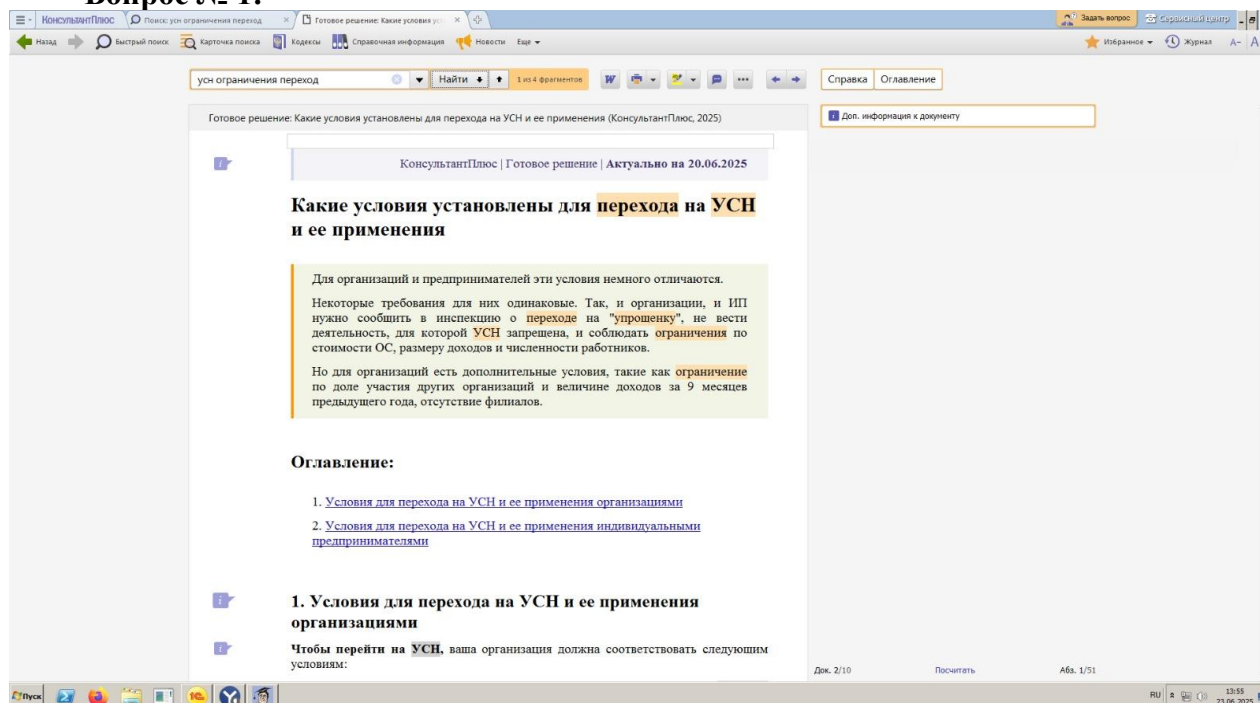 Вопрос № 1:
КонсультантПлюс Поиск: усн ограничения переход Готовое решение: Какие условия ус
Задать вопрос Сервисный центр
Назад Быстрый поиск Карточка поиска Кодексы Справочная информация Новости Еще Избранное Журнал A- A
усн ограничения переход Найти 1 из 4 фрагментов W Справка Оглавление
Готовое решение: Какие условия установлены для перехода на УСН и ее применения (КонсультантПлюс, 2025)
Доп. информация к документу
КонсультантПлюс | Готовое решение | Актуально на 20.06.2025
Какие условия установлены для перехода на УСН
и ее применения
Для организаций и предпринимателей эти условия немного отличаются.
Некоторые требования для них одинаковые. Так, и организации, и ИП
нужно сообщить в инспекцию о переходе на "упрощенку", не вести
деятельность, для которой УСН запрещена, и соблюдать ограничения по
стоимости ОС, размеру доходов и численности работников.
Но для организаций есть дополнительные условия, такие как ограничение
по доле участия других организаций и величине доходов за 9 месяцев
предыдущего года, отсутствие филиалов.
Оглавление:
1. Условия для перехода на УСН и ее применения организациями
2. Условия для перехода на УСН и ее применения индивидуальными
предпринимателями
1. Условия для перехода на УСН и ее применения
организациями
Чтобы перейти на УСН, ваша организация должна соответствовать следующим
условиям:
Док. 2/10 Посчитать Абз. 1/51
Пуск RU 13:55
23.06.2025